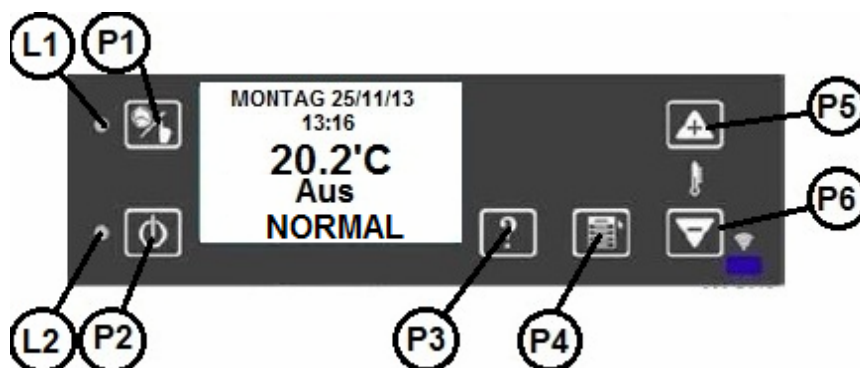 L1
P1
MONTAG 25/11/13
13:16
20.2'C
Aus
NORMAL
P5
+
?
P6
L2
P2
P3
P4